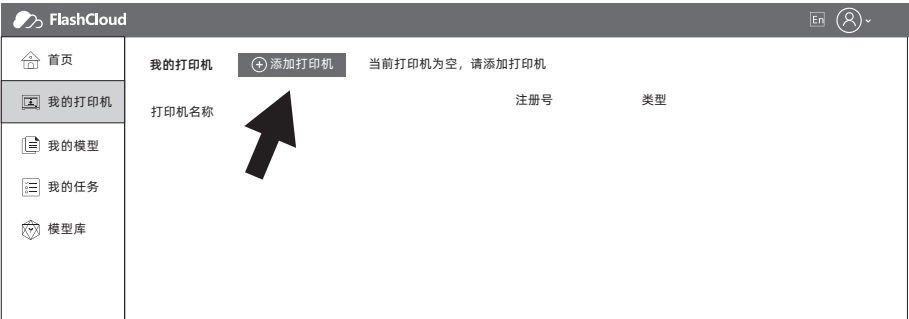 FlashCloud
En
首页
我的打印机
我的模型
我的任务
模型库
我的打印机 添加打印机 当前打印机为空，请添加打印机
打印机名称 注册号 类型